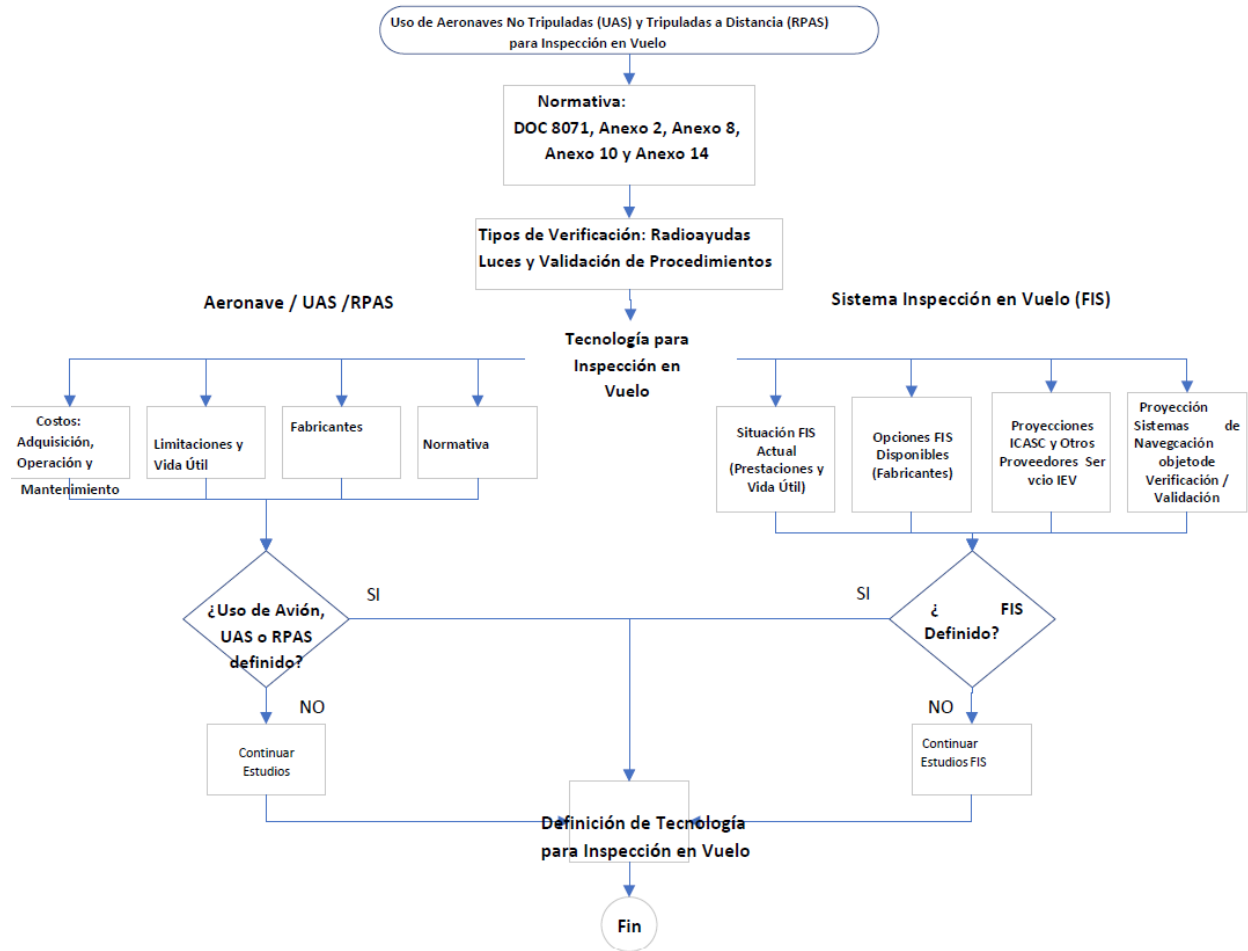 Uso de Aeronaves No Tripuladas (UAS) y Tripuladas a Distancia (RPAS)
para Inspección en Vuelo
Normativa:
DOC 8071, Anexo 2, Anexo 8,
Anexo 10 y Anexo 14
Tipos de Verificación: Radioayudas
Luces y Validación de Procedimientos
Aeronave / UAS /RPAS
Sistema Inspección en Vuelo (FIS)
Tecnología para
Inspección en
Vuelo
Costos:
Adquisición,
Operación y
Mantenimiento
Limitaciones y
Vida Útil
Fabricantes
Normativa
Situación FIS
Actual
(Prestaciones y
Vida Útil)
Opciones FIS
Disponibles
(Fabricantes)
Proyecciones
ICASC y Otros
Proveedores Ser
vcio IEV
Proyección
Sistemas de
Navegcación
objetode
Verificación /
Validación
¿Uso de Avión,
UAS o RPAS
definido?
SI
SI
¿ FIS
Definido?
NO
NO
Continuar
Estudios
Continuar
Estudios FIS
Definición de Tecnología
para Inspección en Vuelo
Fin